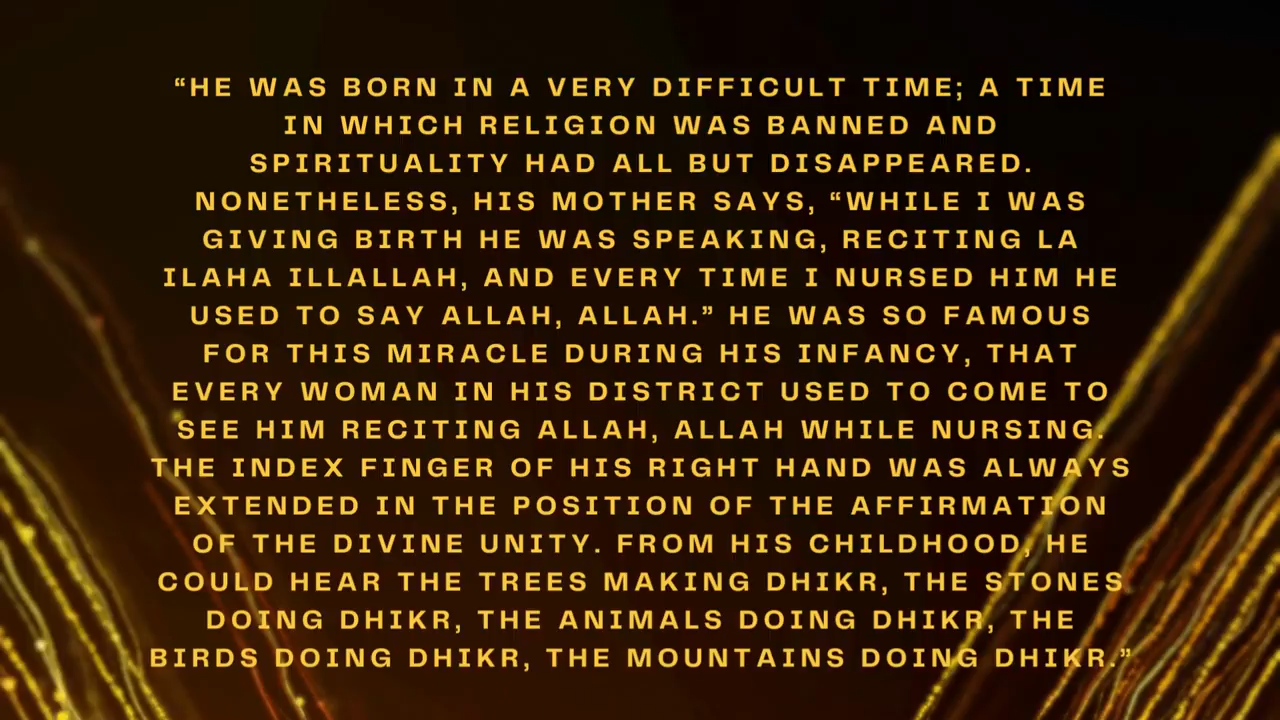 “HE WAS BORN IN A VERY DIFFICULT TIME; A TIME
IN WHICH RELIGION WAS BANNED AND
SPIRITUALITY HAD ALL BUT DISAPPEARED.
NONETHELESS, HIS MOTHER SAYS, “WHILE I WAS
GIVING BIRTH HE WAS SPEAKING, RECITING LA
ILAHA ILLALLAH, AND EVERY TIME I NURSED HIM HE
USED TO SAY ALLAH, ALLAH.” HE WAS SO FAMOUS
FOR THIS MIRACLE DURING HIS INFANCY, THAT
EVERY WOMAN IN HIS DISTRICT USED TO COME TO
SEE HIM RECITING ALLAH, ALLAH WHILE NURSING.
THE INDEX FINGER OF HIS RIGHT HAND WAS ALWAYS
EXTENDED IN THE POSITION OF THE AFFIRMATION
OF THE DIVINE UNITY. FROM HIS CHILDHOOD, HE
COULD HEAR THE TREES MAKING DHIKR, THE STONES
DOING DHIKR, THE ANIMALS DOING DHIKR, THE
BIRDS DOING DHIKR, THE MOUNTAINS DOING DHIKR.”